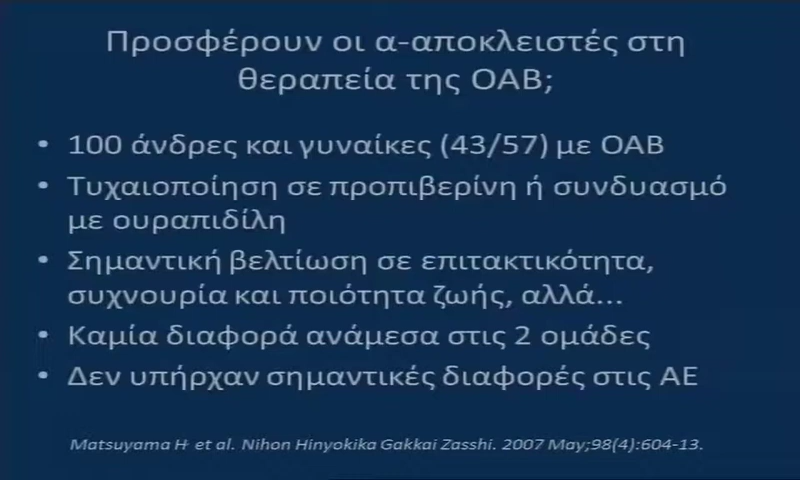 Προσφέρουν οι α-αποκλειστές στη
θεραπεία της ΟΑΒ;
• 100 άνδρες και γυναίκες (43/57) με ΟΑΒ
• Τυχαιοποίηση σε προπιβερίνη ή συνδυασμό
με ουραπιδίλη
• Σημαντική βελτίωση σε επιτακτικότητα,
συχνουρία και ποιότητα ζωής, αλλά...
• Καμία διαφορά ανάμεσα στις 2 ομάδες
• Δεν υπήρχαν σημαντικές διαφορές στις ΑΕ
Matsuyama H et al. Nihon Hinyokika Gakkai Zasshi. 2007 May;98(4):604-13.